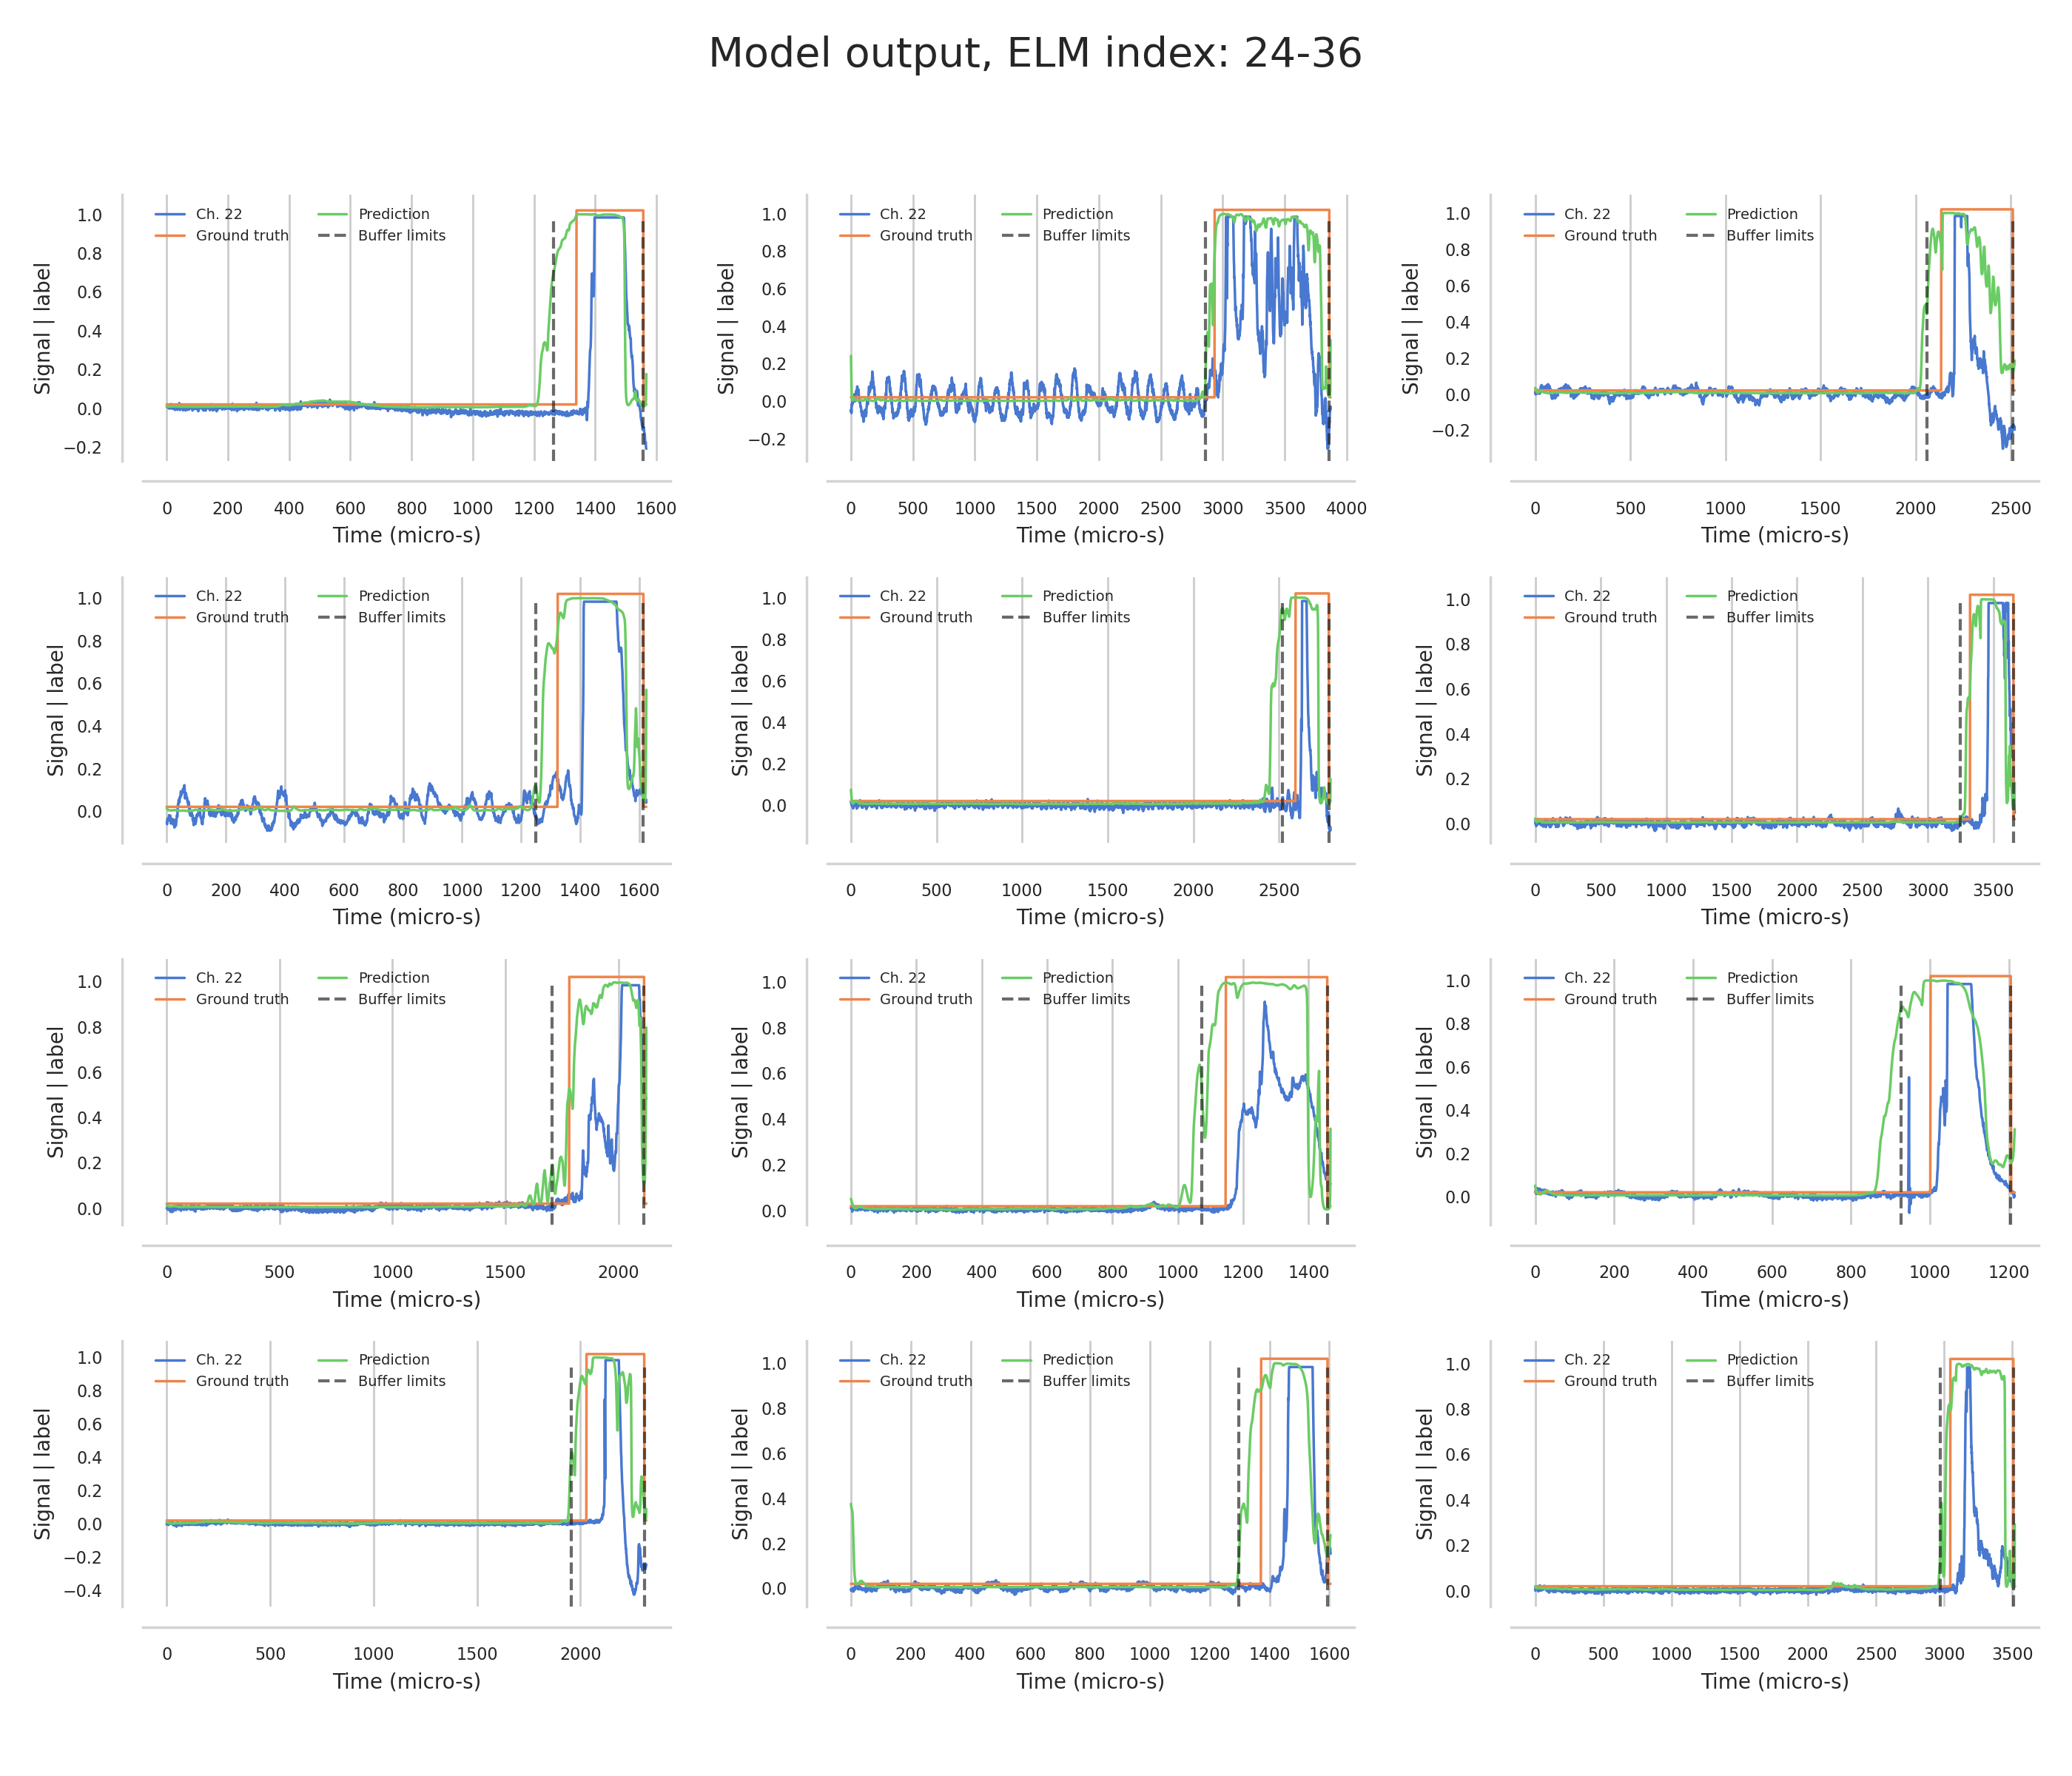 Model output, ELM index: 24-36
Signal | label
1.0
0.8
0.6
0.4
0.2
0.0
−0.2
Ch. 22
Ground truth
Prediction
Buffer limits
0 200 400 600 800 1000 1200 1400 1600
Time (micro-s)
Signal | label
1.0
0.8
0.6
0.4
0.2
0.0
−0.2
Ch. 22
Ground truth
Prediction
Buffer limits
0 500 1000 1500 2000 2500 3000 3500 4000
Time (micro-s)
Signal | label
1.0
0.8
0.6
0.4
0.2
0.0
−0.2
Ch. 22
Ground truth
Prediction
Buffer limits
0 500 1000 1500 2000 2500
Time (micro-s)
Signal | label
1.0
0.8
0.6
0.4
0.2
0.0
Ch. 22
Ground truth
Prediction
Buffer limits
0 200 400 600 800 1000 1200 1400 1600
Time (micro-s)
Signal | label
1.0
0.8
0.6
0.4
0.2
0.0
Ch. 22
Ground truth
Prediction
Buffer limits
0 500 1000 1500 2000 2500
Time (micro-s)
Signal | label
1.0
0.8
0.6
0.4
0.2
0.0
Ch. 22
Ground truth
Prediction
Buffer limits
0 500 1000 1500 2000 2500 3000 3500
Time (micro-s)
Signal | label
1.0
0.8
0.6
0.4
0.2
0.0
Ch. 22
Ground truth
Prediction
Buffer limits
0 500 1000 1500 2000
Time (micro-s)
Signal | label
1.0
0.8
0.6
0.4
0.2
0.0
Ch. 22
Ground truth
Prediction
Buffer limits
0 200 400 600 800 1000 1200 1400
Time (micro-s)
Signal | label
1.0
0.8
0.6
0.4
0.2
0.0
Ch. 22
Ground truth
Prediction
Buffer limits
0 200 400 600 800 1000 1200
Time (micro-s)
Signal | label
1.0
0.8
0.6
0.4
0.2
0.0
−0.2
−0.4
Ch. 22
Ground truth
Prediction
Buffer limits
0 500 1000 1500 2000
Time (micro-s)
Signal | label
1.0
0.8
0.6
0.4
0.2
0.0
Ch. 22
Ground truth
Prediction
Buffer limits
0 200 400 600 800 1000 1200 1400 1600
Time (micro-s)
Signal | label
1.0
0.8
0.6
0.4
0.2
0.0
Ch. 22
Ground truth
Prediction
Buffer limits
0 500 1000 1500 2000 2500 3000 3500
Time (micro-s)